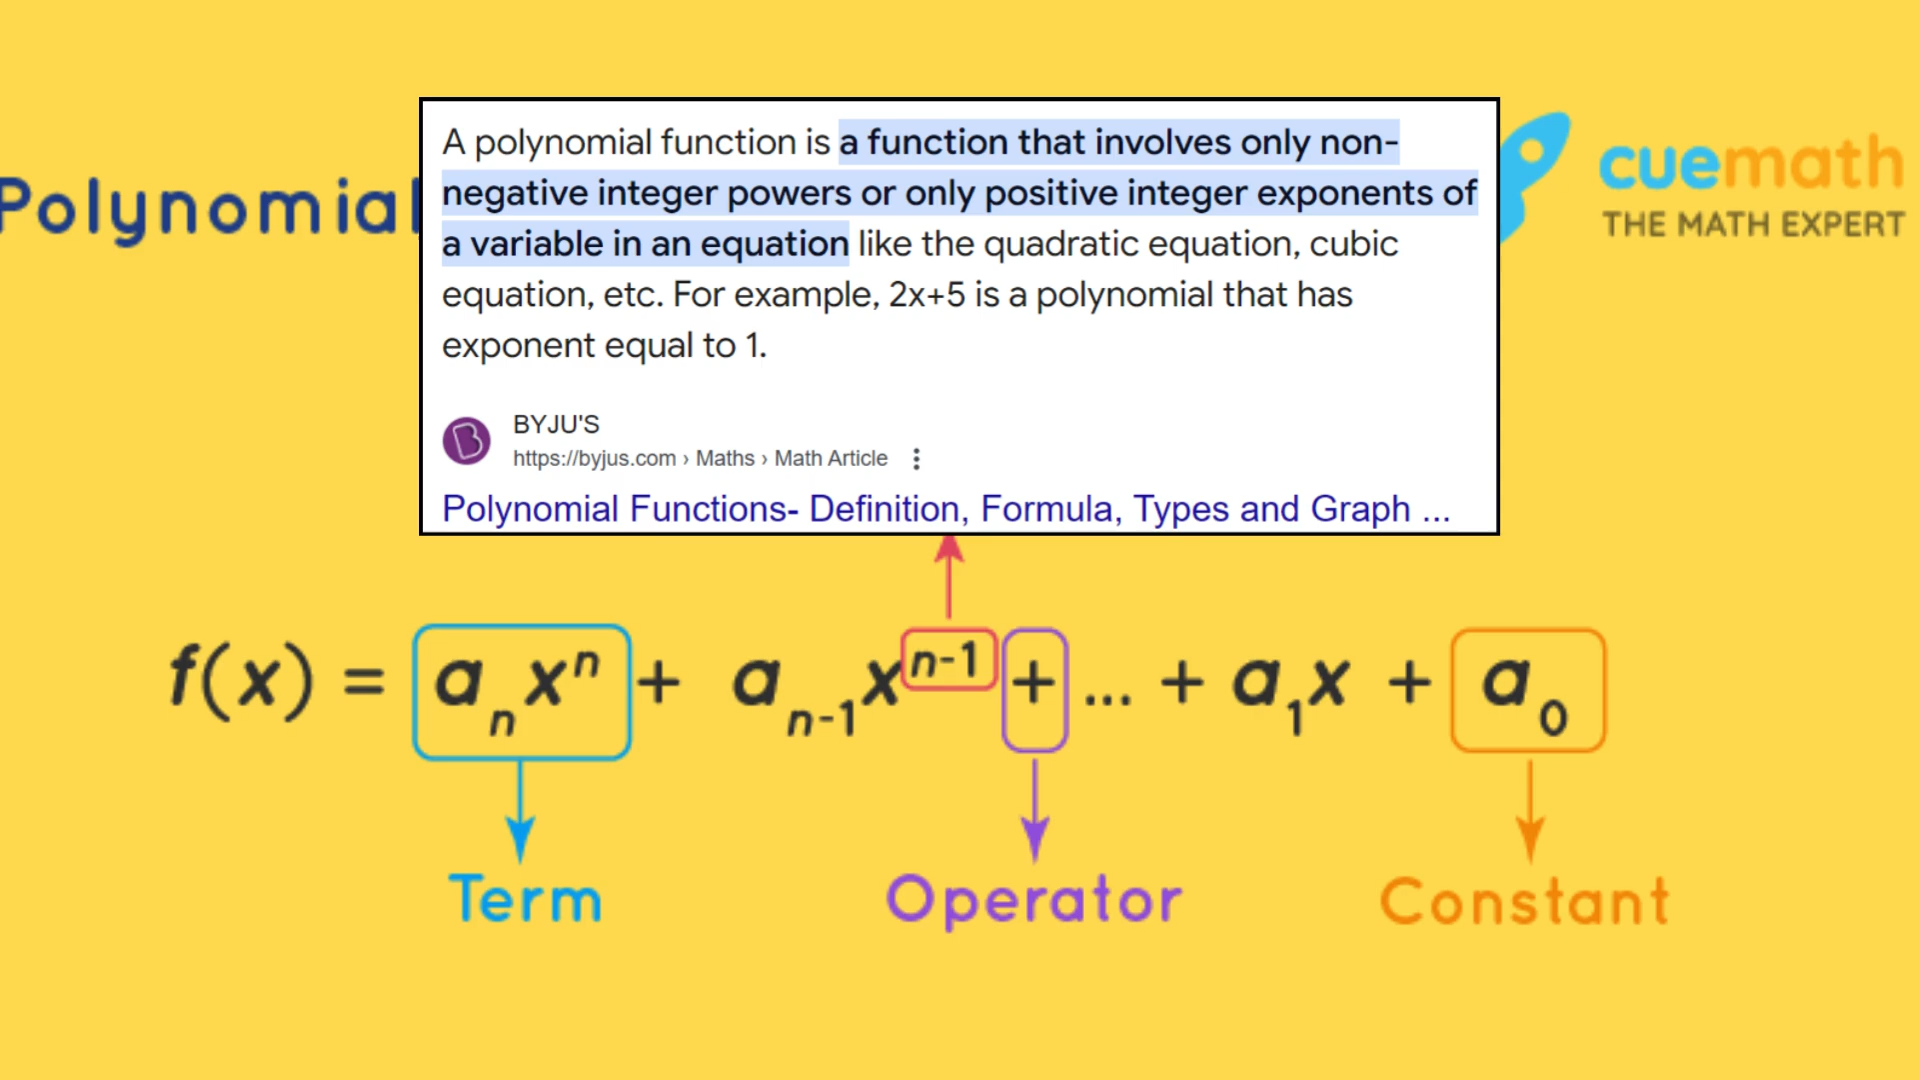 A polynomial function is a function that involves only non-
negative integer powers or only positive integer exponents of
a variable in an equation like the quadratic equation, cubic
equation, etc. For example, 2x+5 is a polynomial that has
exponent equal to 1.
BYJU'S
https://byjus.com › Maths › Math Article
Polynomial Functions- Definition, Formula, Types and Graph ...
Polynomial
cuemath
THE MATH EXPERT
f(x) = aₙxⁿ + aₙ₋₁xⁿ⁻¹ + ... + a₁x + a₀
Term
Operator
Constant